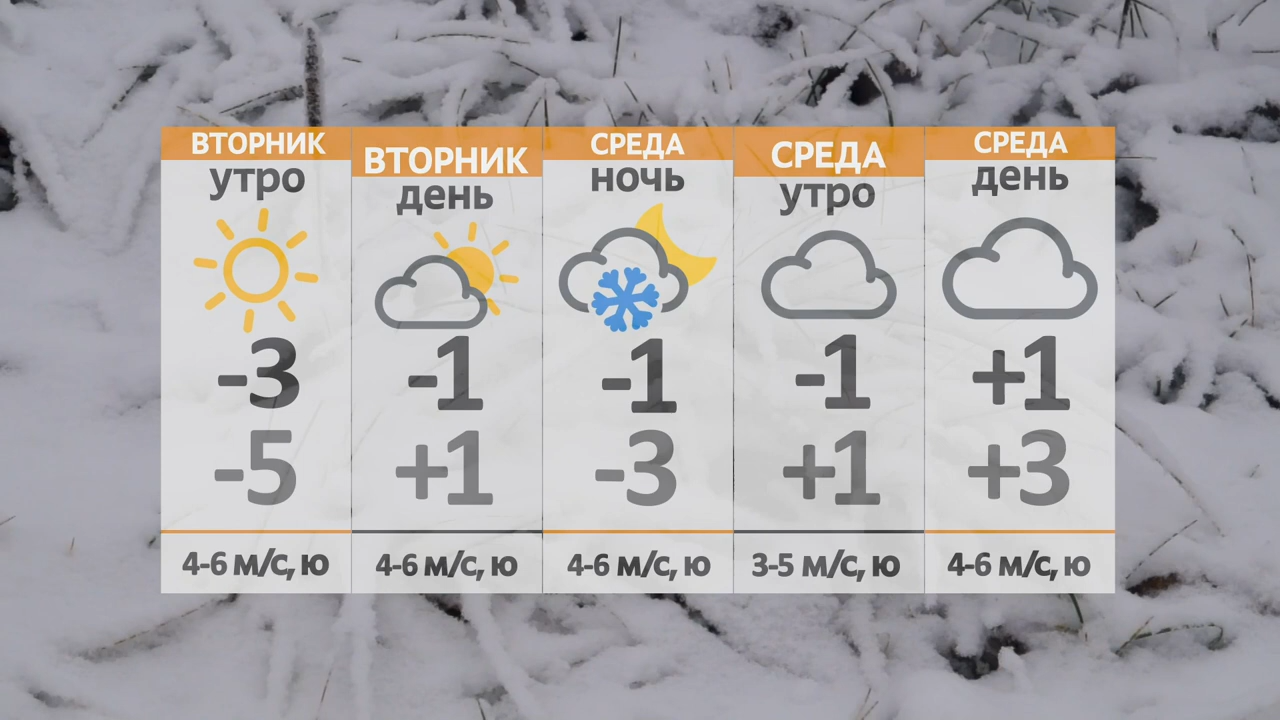 ВТОРНИК
утро
-3
-5
4-6 м/с, ю
ВТОРНИК
день
-1
+1
4-6 м/с, ю
СРЕДА
ночь
-1
-3
4-6 м/с, ю
СРЕДА
утро
-1
+1
3-5 м/с, ю
СРЕДА
день
+1
+3
4-6 м/с, ю